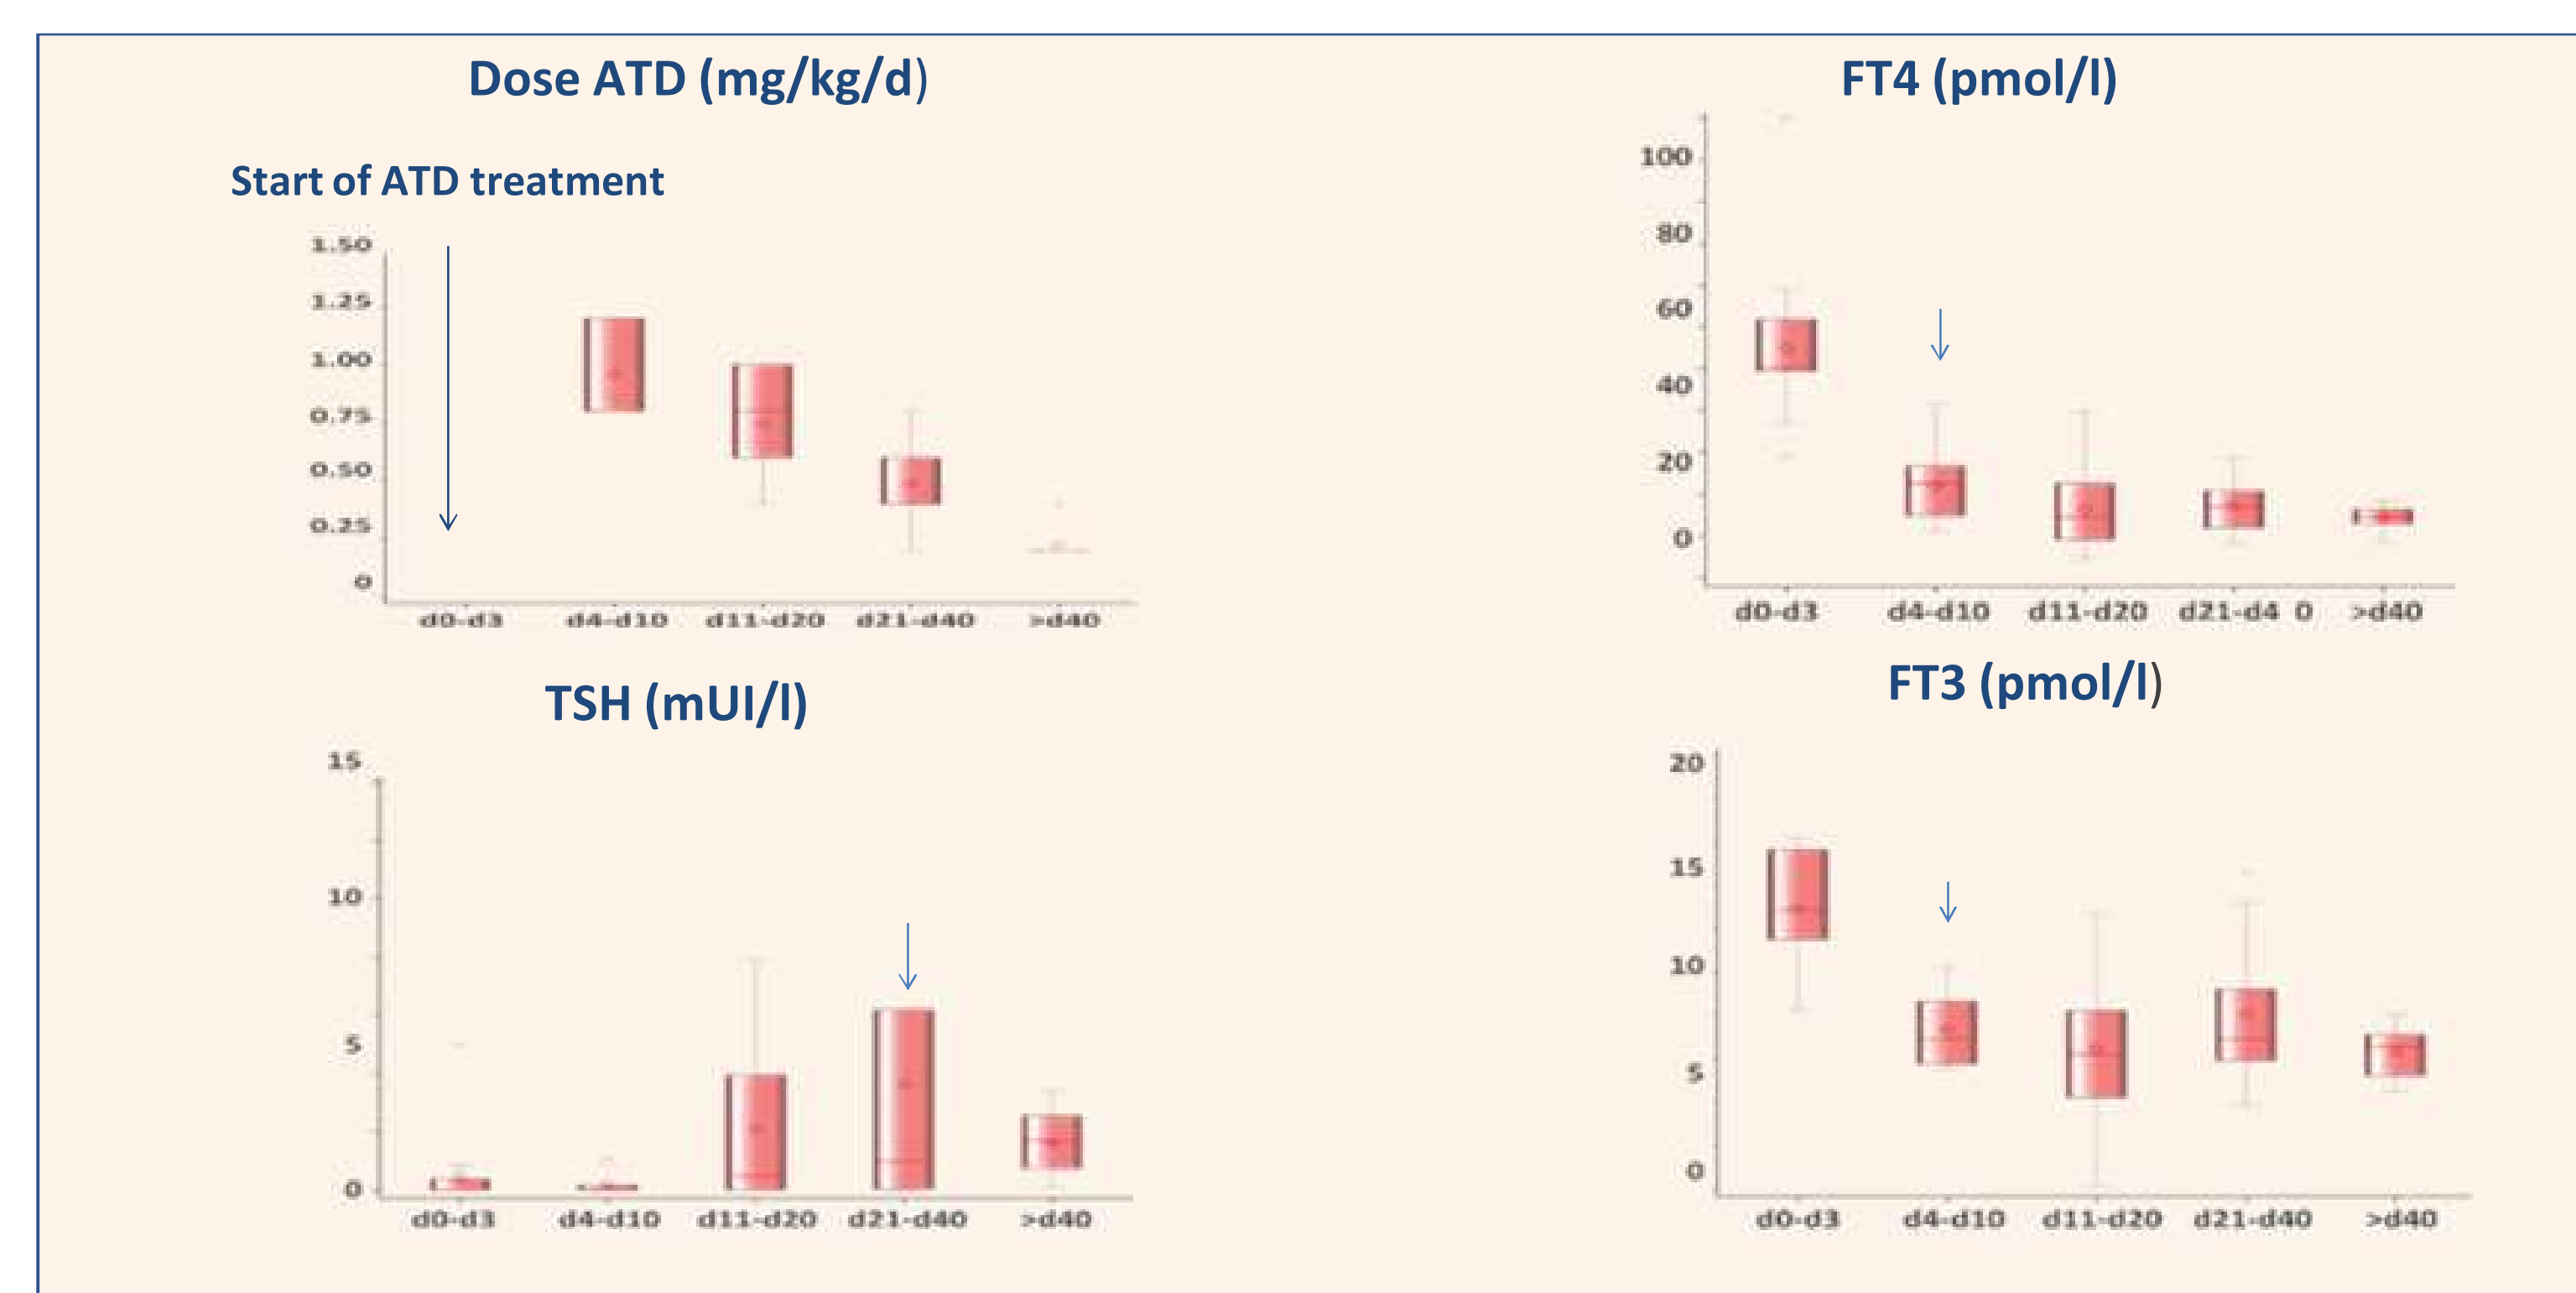 Dose ATD (mg/kg/d)
Start of ATD treatment
1.50
1.25
1.00
0.75
0.50
0.25
0
d0-d3 d4-d10 d11-d20 d21-d40 >d40
FT4 (pmol/l)
100
80
60
40
20
0
d0-d3 d4-d10 d11-d20 d21-d4 0 >d40
TSH (mUI/l)
15
10
5
0
d0-d3 d4-d10 d11-d20 d21-d40 >d40
FT3 (pmol/l)
20
15
10
5
0
d0-d3 d4-d10 d11-d20 d21-d40 >d40